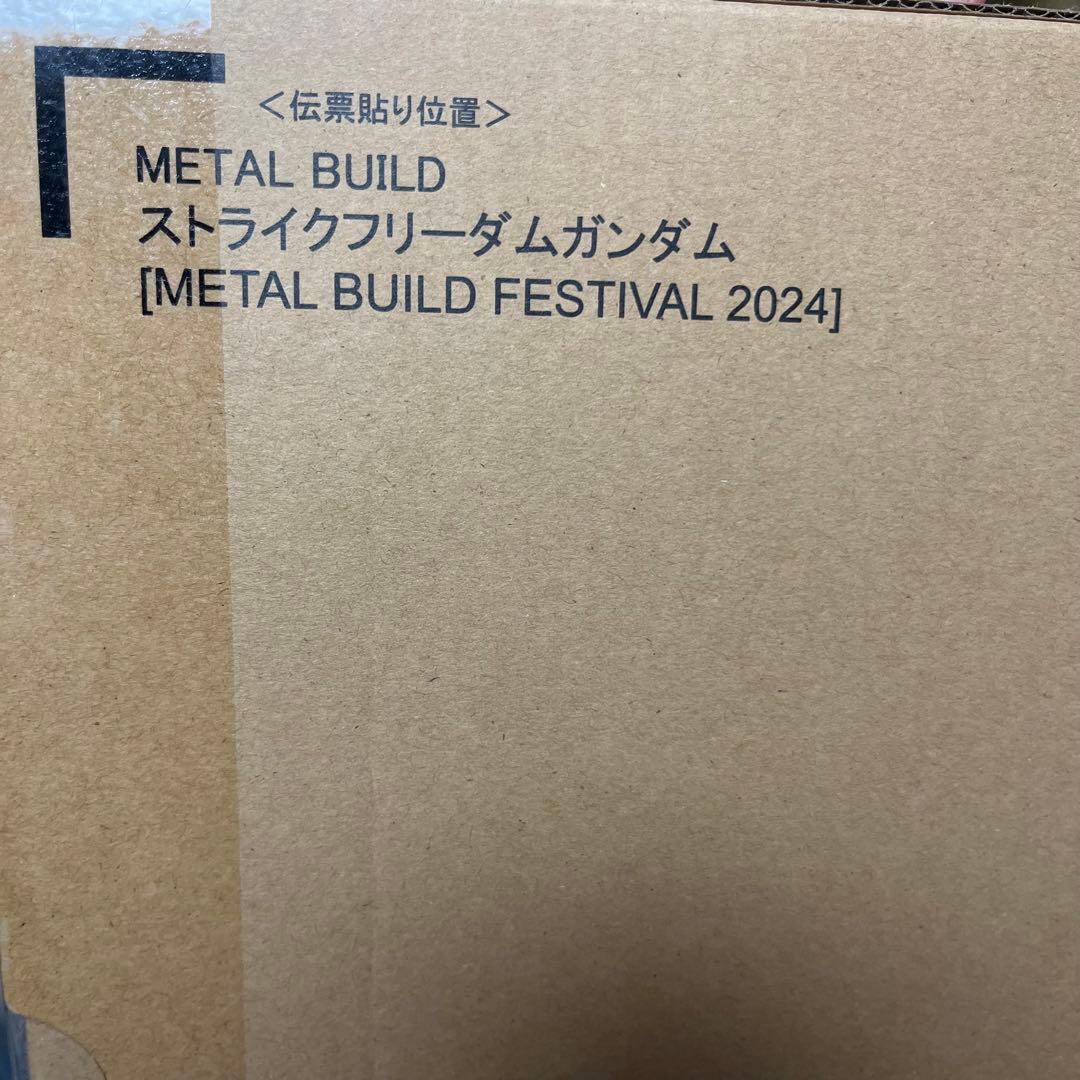 ＜伝票貼り位置＞
METAL BUILD
ストライクフリーダムガンダム
[METAL BUILD FESTIVAL 2024]